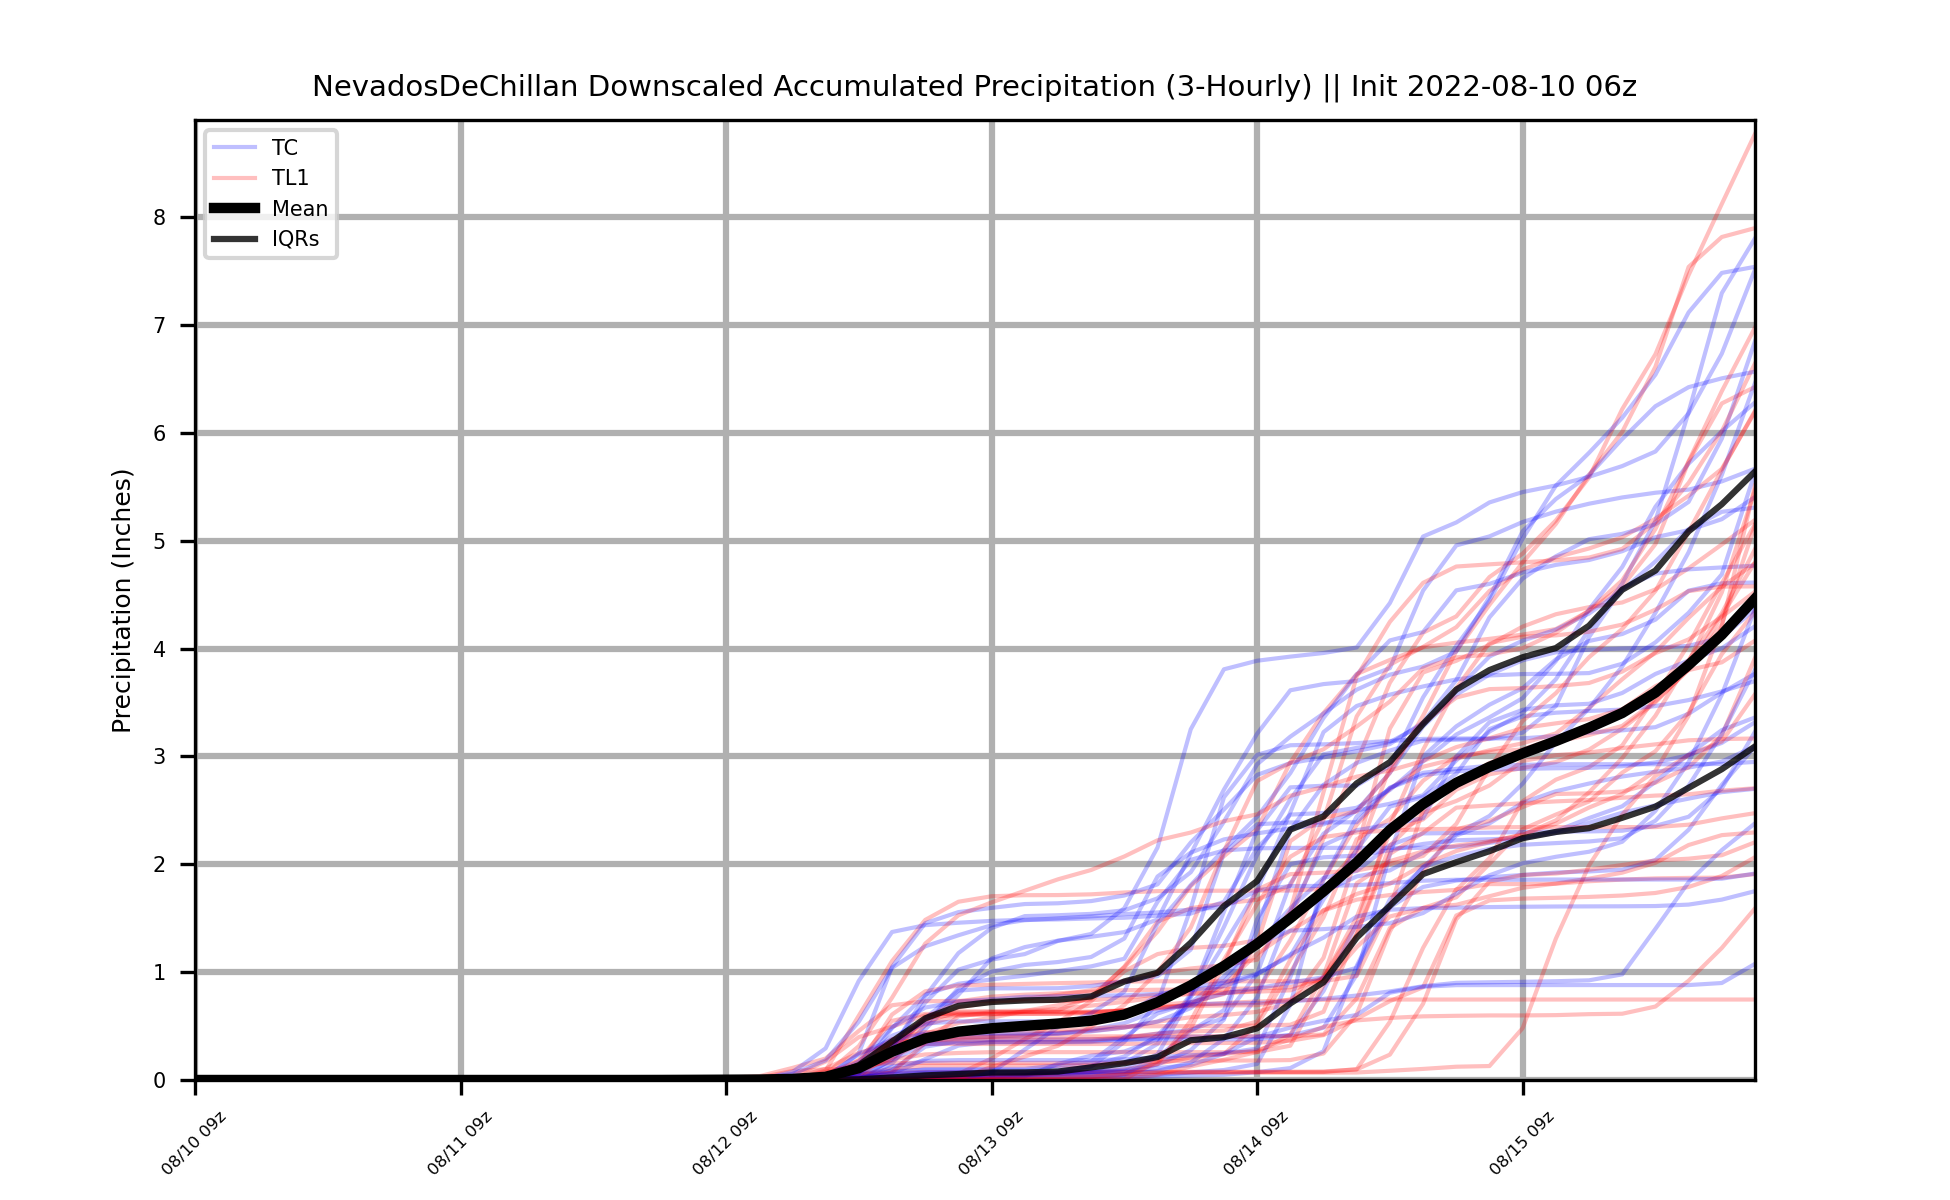 NevadosDeChillan Downscaled Accumulated Precipitation (3-Hourly) || Init 2022-08-10 06z
TC
TL1
Mean
IQRs
Precipitation (Inches)
8
7
6
5
4
3
2
1
0
08/10 09z
08/11 09z
08/12 09z
08/13 09z
08/14 09z
08/15 09z